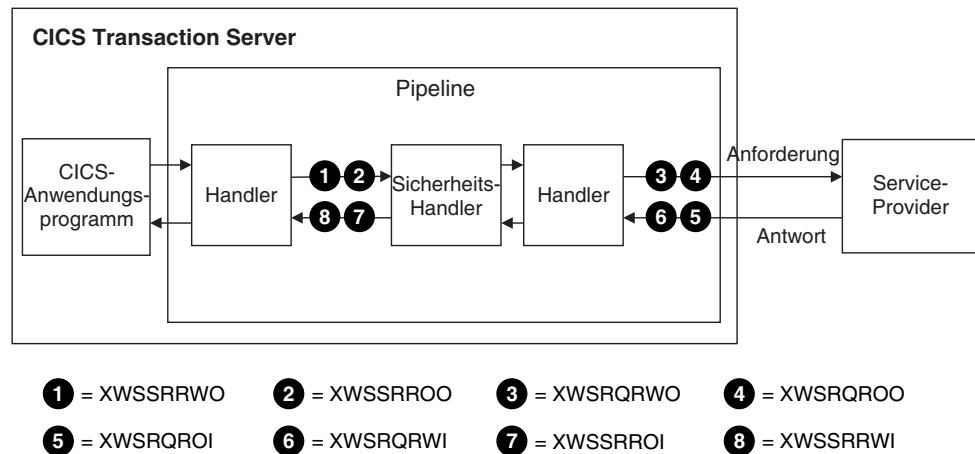 CICS Transaction Server
Pipeline
CICS-
Anwendungs-
programm
Handler
1 2
8 7
Sicherheits-
Handler
Handler
3 4
6 5
Anforderung
Antwort
Service-
Provider
1 = XWSSRRWO
2 = XWSSRROO
3 = XWSRQRWO
4 = XWSRQROO
5 = XWSRQROI
6 = XWSRQRWI
7 = XWSSRROI
8 = XWSSRRWI